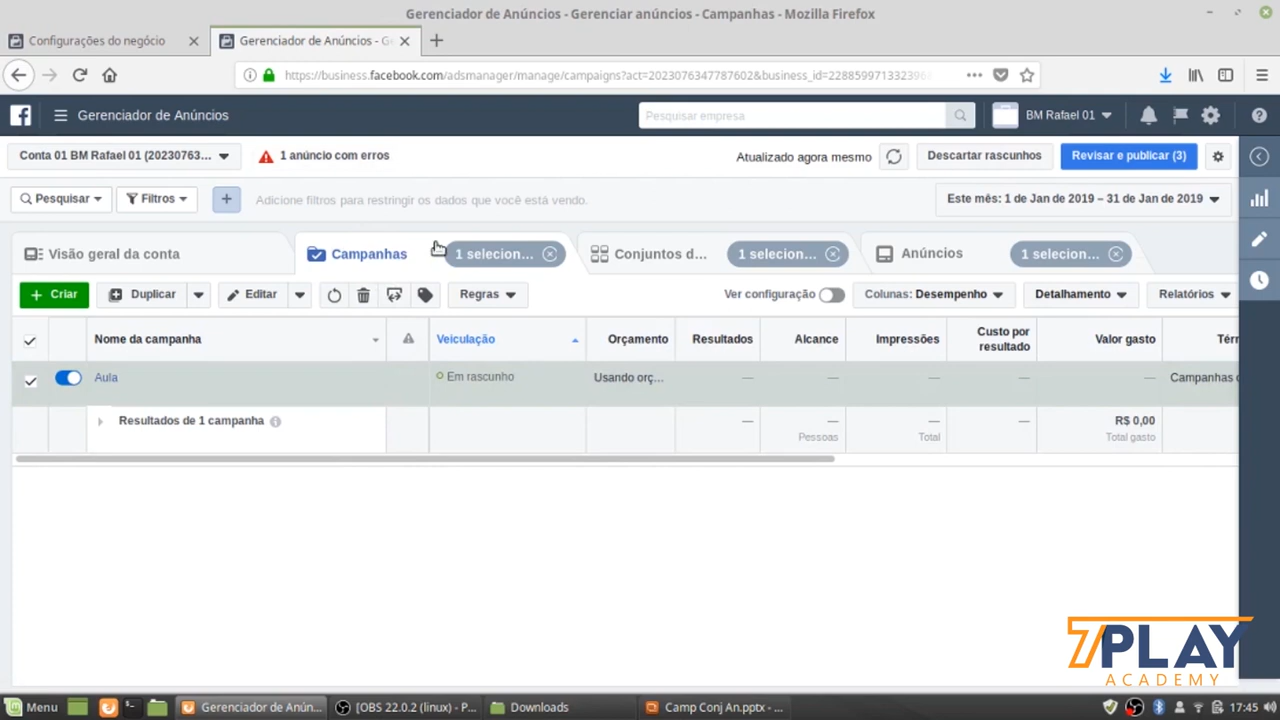 Gerenciador de Anúncios - Gerenciar anúncios - Campanhas - Mozilla Firefox
Configurações do negócio
Gerenciador de Anúncios - Ge
https://business.facebook.com/adsmanager/manage/campaigns?act=2023076347787602&business_id=228859971332396
Gerenciador de Anúncios
Pesquisar empresa
BM Rafael 01
Conta 01 BM Rafael 01 (20230763...
1 anúncio com erros
Atualizado agora mesmo
Descartar rascunhos
Revisar e publicar (3)
Pesquisar
Filtros
Adicione filtros para restringir os dados que você está vendo.
Este mês: 1 de Jan de 2019 – 31 de Jan de 2019
Visão geral da conta
Campanhas
1 selecion...
Conjuntos d...
1 selecion...
Anúncios
1 selecion...
+ Criar
Duplicar
Editar
Regras
Ver configuração
Colunas: Desempenho
Detalhamento
Relatórios
Nome da campanha
Veiculação
Orçamento
Resultados
Alcance
Impressões
Custo por
resultado
Valor gasto
Térn
Aula
Em rascunho
Usando orç...
—
—
—
—
—
Campanhas
Resultados de 1 campanha
—
—
Pessoas
—
Total
—
R$ 0,00
Total gasto
7PLAY
ACADEMY
Menu
Gerenciador de Anún...
[OBS 22.0.2 (linux) - P...
Downloads
Camp Conj An.pptx - ...
17:45